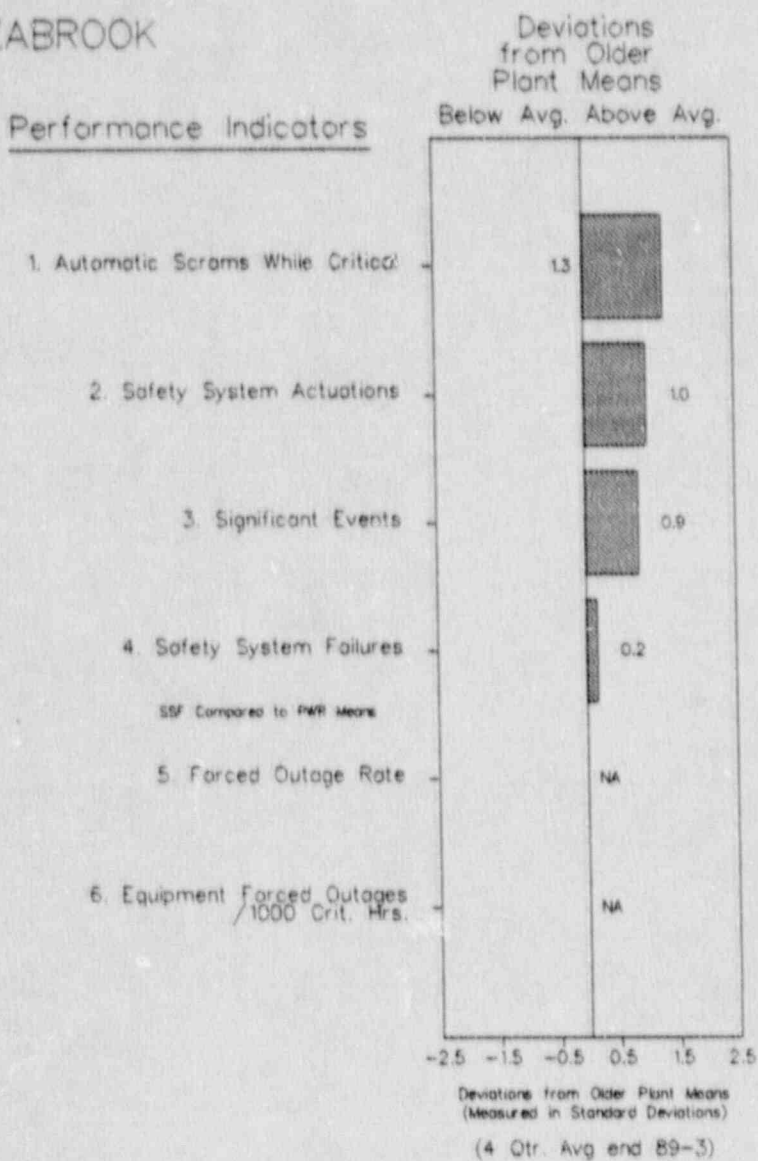 EABROOK
Deviations
from Older
Plant Means
Performance Indicators
Below Avg. Above Avg.
1. Automatic Scrams While Critical
1.3
2. Safety System Actuations
1.0
3. Significant Events
0.9
4. Safety System Failures
0.2
SSF Compared to PWR Means
5. Forced Outage Rate
NA
6. Equipment Forced Outages
/1000 Crit. Hrs.
NA
-2.5 -1.5 -0.5 0.5 1.5 2.5
Deviations from Older Plant Means
(Measured in Standard Deviations)
(4 Qtr. Avg end 89-3)